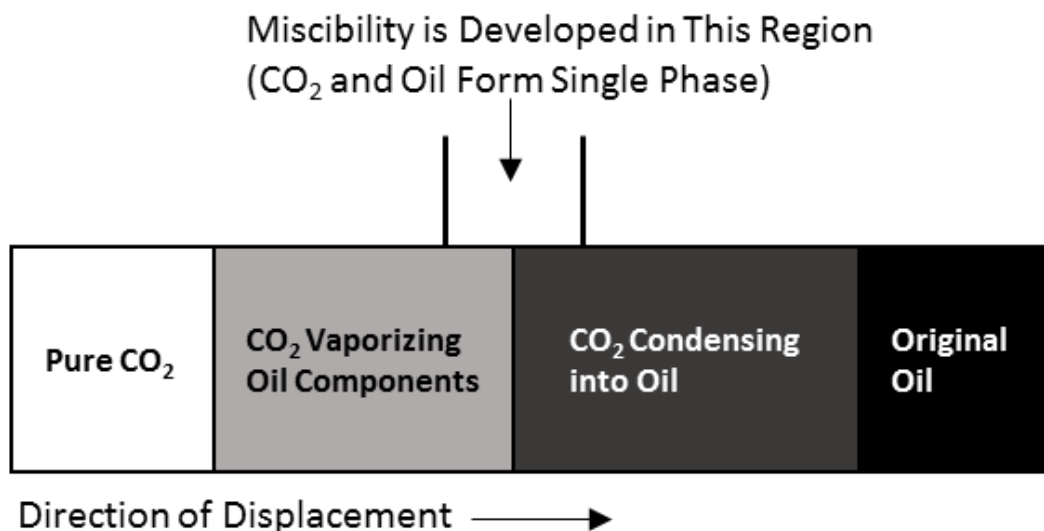 Miscibility is Developed in This Region
(CO₂ and Oil Form Single Phase)
Pure CO₂
CO₂ Vaporizing
Oil Components
CO₂ Condensing
into Oil
Original
Oil
Direction of Displacement